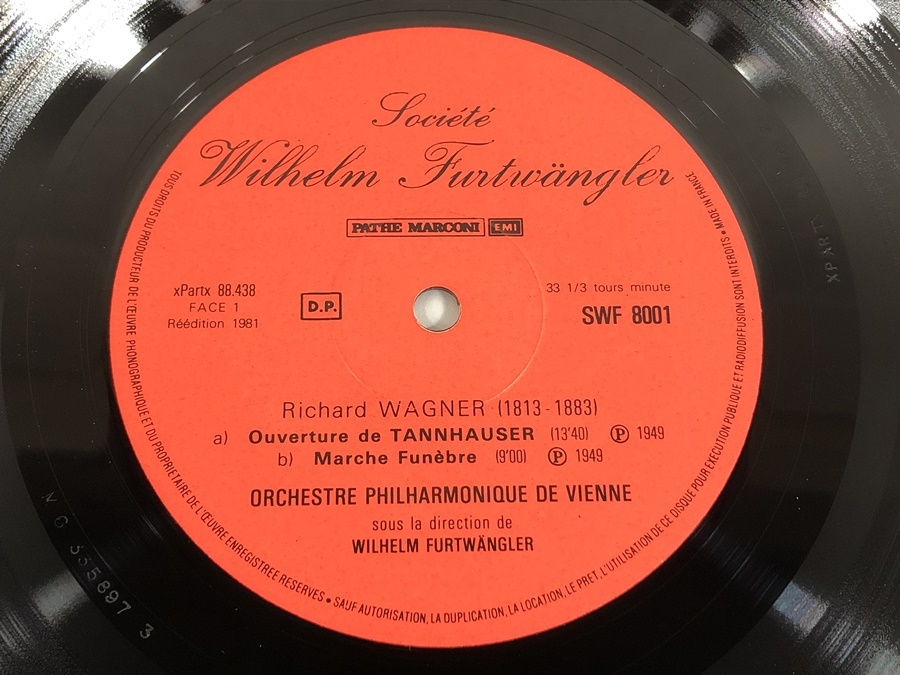 Société
Wilhelm Furtwängler
PATHE MARCONI EMI
xPartx 88.438
FACE 1
Réédition 1981
D.P.
33 1/3 tours minute
SWF 8001
Richard WAGNER (1813-1883)
a) Ouverture de TANNHAUSER (13'40) Ⓟ 1949
b) Marche Funèbre (9'00) Ⓟ 1949
ORCHESTRE PHILHARMONIQUE DE VIENNE
sous la direction de
WILHELM FURTWÄNGLER
TOUS DROITS DU PRODUCTEUR DE L'ŒUVRE PHONOGRAPHIQUE ET DU PROPRIETAIRE DE L'ŒUVRE ENREGISTREE RESERVES • SAUF AUTORISATION, LA DUPLICATION, LA LOCATION, LE PRET, L'UTILISATION DE CE DISQUE POUR EXECUTION PUBLIQUE ET RADIODIFFUSION SONT INTERDITS • MADE IN FRANCE
XPART
3